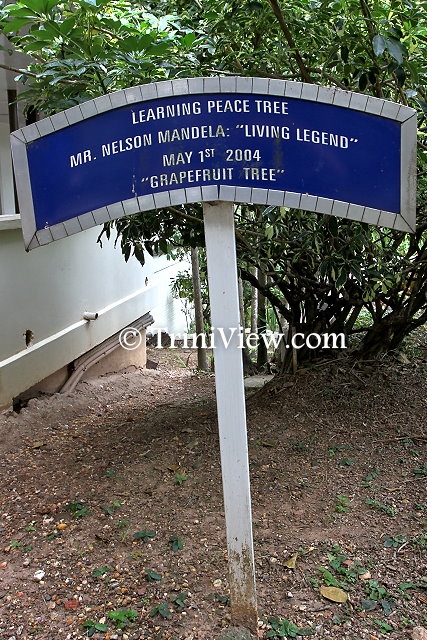 LEARNING PEACE TREE
MR. NELSON MANDELA: "LIVING LEGEND"
MAY 1ST 2004
"GRAPEFRUIT TREE"
© TriniView.com